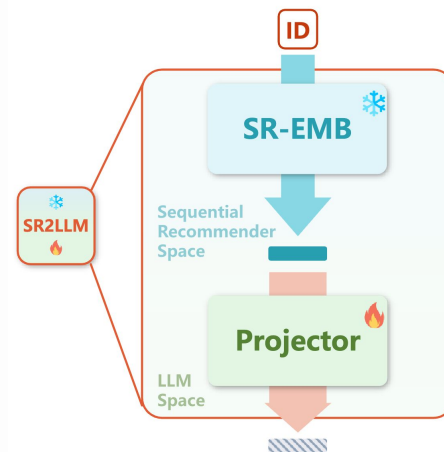 ID
SR-EMB
Sequential
Recommender
Space
SR2LLM
Projector
LLM
Space